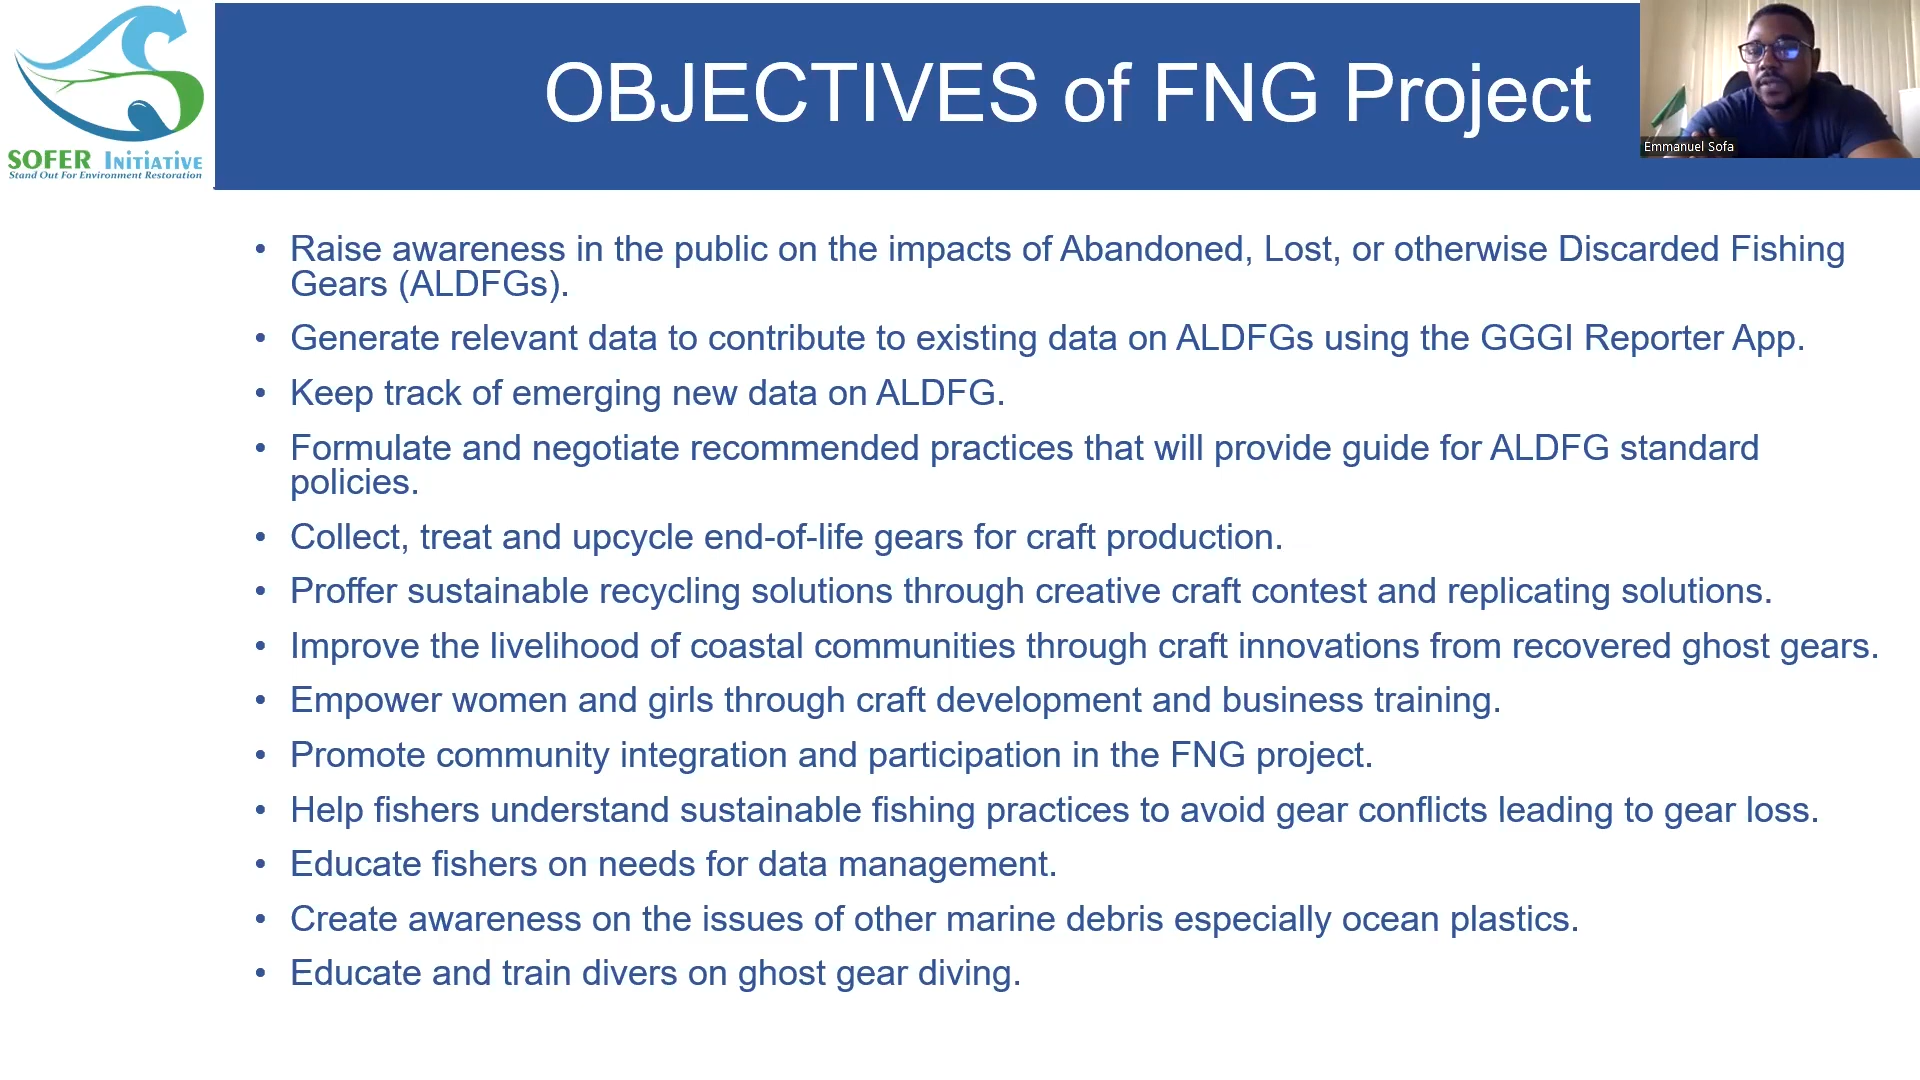 OBJECTIVES of FNG Project
Emmanuel Sofa
SOFER INITIATIVE
Stand Out For Environment Restoration
• Raise awareness in the public on the impacts of Abandoned, Lost, or otherwise Discarded Fishing
Gears (ALDFGs).
• Generate relevant data to contribute to existing data on ALDFGs using the GGGI Reporter App.
• Keep track of emerging new data on ALDFG.
• Formulate and negotiate recommended practices that will provide guide for ALDFG standard
policies.
• Collect, treat and upcycle end-of-life gears for craft production.
• Proffer sustainable recycling solutions through creative craft contest and replicating solutions.
• Improve the livelihood of coastal communities through craft innovations from recovered ghost gears.
• Empower women and girls through craft development and business training.
• Promote community integration and participation in the FNG project.
• Help fishers understand sustainable fishing practices to avoid gear conflicts leading to gear loss.
• Educate fishers on needs for data management.
• Create awareness on the issues of other marine debris especially ocean plastics.
• Educate and train divers on ghost gear diving.